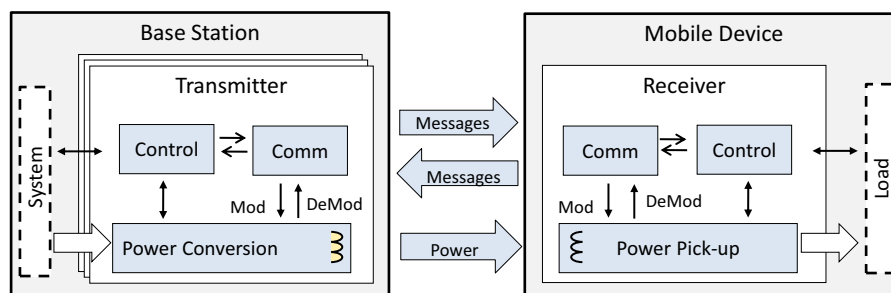 Base Station
Mobile Device
Transmitter
Receiver
System
Control
Comm
Mod
DeMod
Power Conversion
Messages
Messages
Power
Comm
Control
Mod
DeMod
Power Pick-up
Load